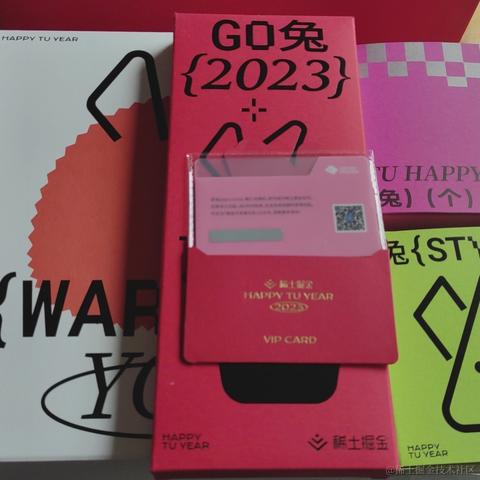 HAPPY TU YEAR
{WAR
YO
GO兔
{2023}
稀土掘金
HAPPY TU YEAR
2023
VIP CARD
HAPPY
TU YEAR
稀土掘金
TU HAPPY
兔)(个)
兔{ST
HAPPY
TU YEAR
@稀土掘金技术社区